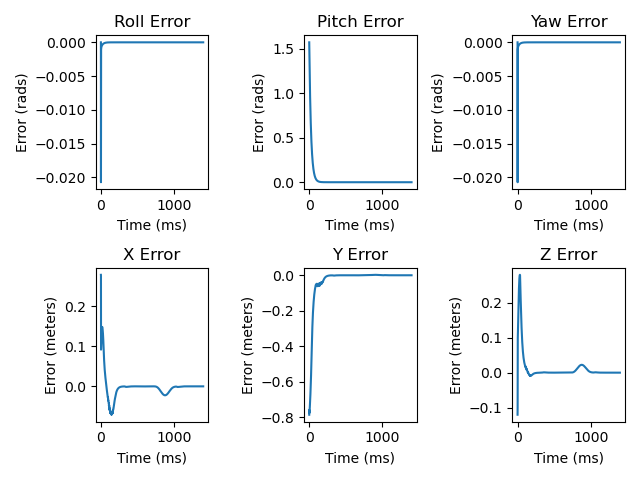 Roll Error
Pitch Error
Yaw Error
0.000
−0.005
−0.010
−0.015
−0.020
Error (rads)
0
1000
Time (ms)
1.5
1.0
0.5
0.0
Error (rads)
0
1000
Time (ms)
0.000
−0.005
−0.010
−0.015
−0.020
Error (rads)
0
1000
Time (ms)
X Error
Y Error
Z Error
0.2
0.1
0.0
Error (meters)
0
1000
Time (ms)
0.0
−0.2
−0.4
−0.6
−0.8
Error (meters)
0
1000
Time (ms)
0.2
0.1
0.0
−0.1
Error (meters)
0
1000
Time (ms)